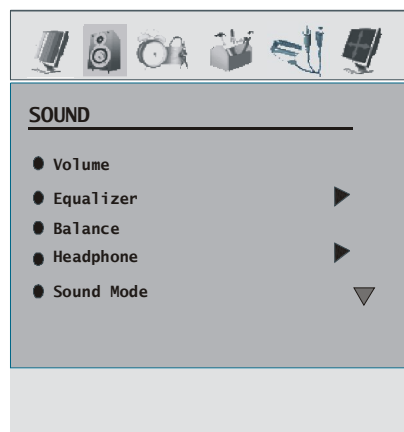 SOUND
Volume
Equalizer
Balance
Headphone
Sound Mode